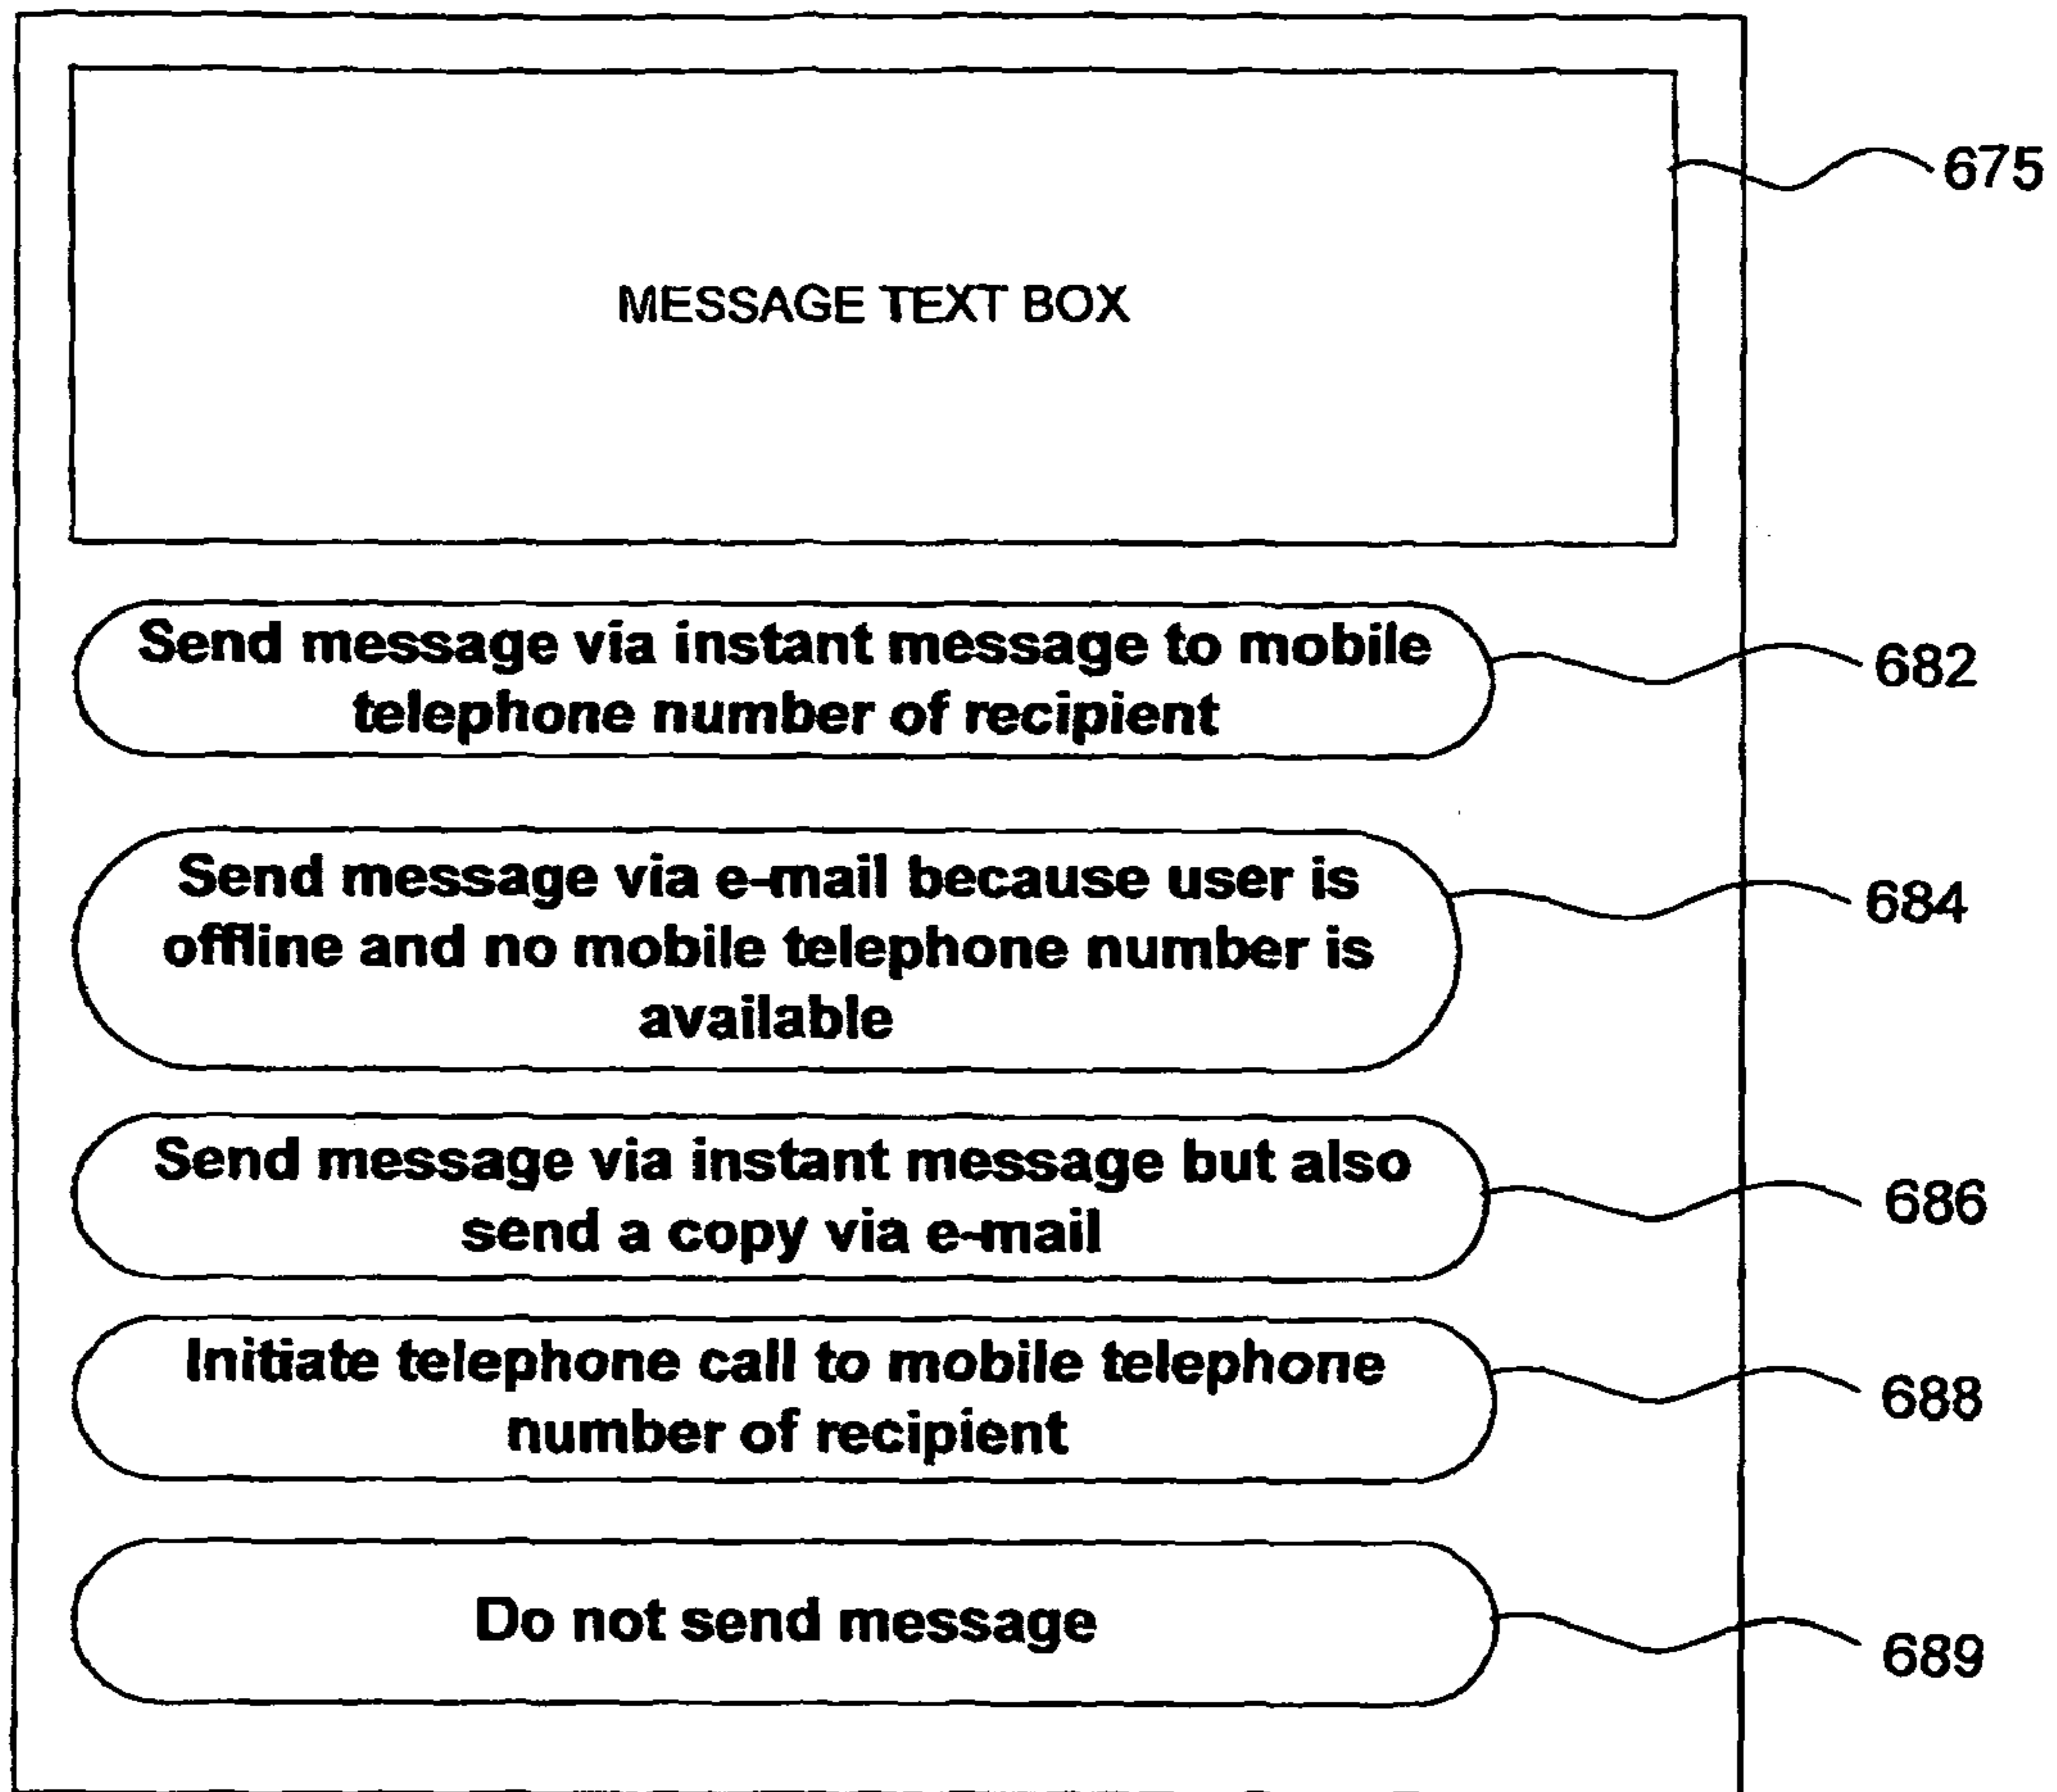 675
MESSAGE TEXT BOX
Send message via instant message to mobile
telephone number of recipient
682
Send message via e-mail because user is
offline and no mobile telephone number is
available
684
Send message via instant message but also
send a copy via e-mail
686
Initiate telephone call to mobile telephone
number of recipient
688
Do not send message
689